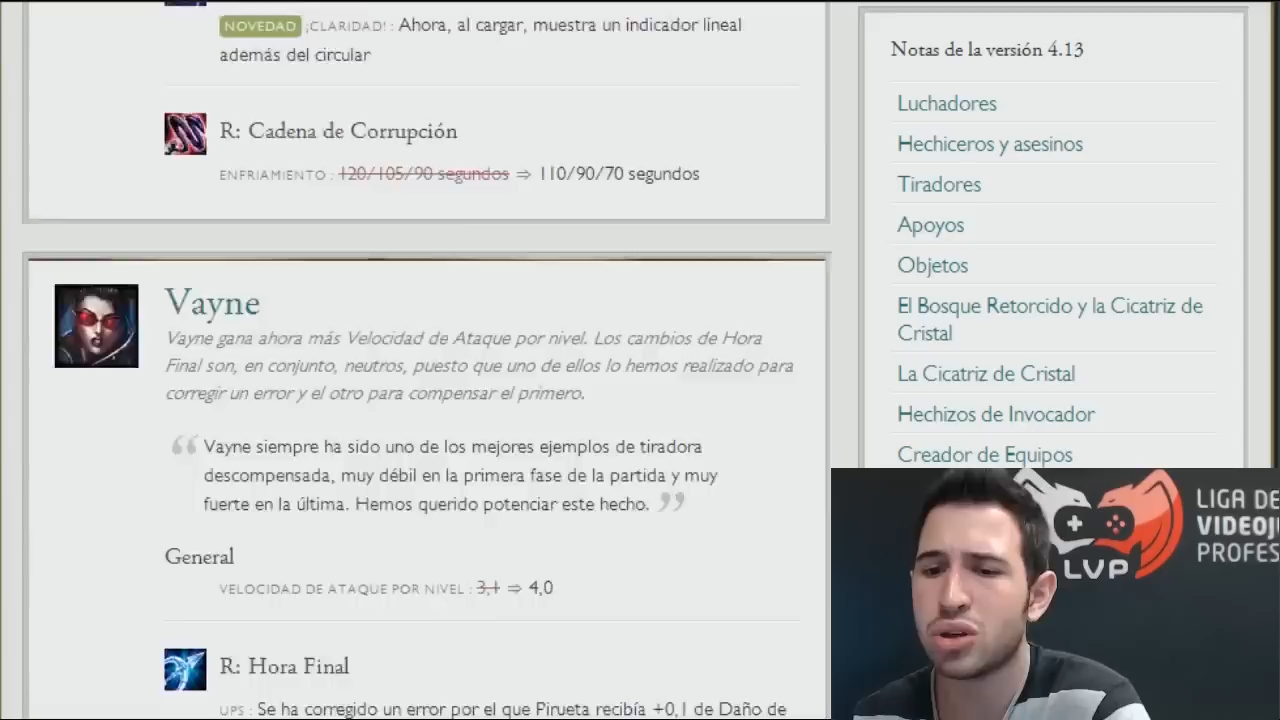 NOVEDAD ¡CLARIDAD! : Ahora, al cargar, muestra un indicador lineal
además del circular
R: Cadena de Corrupción
ENFRIAMIENTO : 120/105/90 segundos ⇒ 110/90/70 segundos
Vayne
Vayne gana ahora más Velocidad de Ataque por nivel. Los cambios de Hora
Final son, en conjunto, neutros, puesto que uno de ellos lo hemos realizado para
corregir un error y el otro para compensar el primero.
“ Vayne siempre ha sido uno de los mejores ejemplos de tiradora
descompensada, muy débil en la primera fase de la partida y muy
fuerte en la última. Hemos querido potenciar este hecho. ”
General
VELOCIDAD DE ATAQUE POR NIVEL : 3,1 ⇒ 4,0
R: Hora Final
UPS : Se ha corregido un error por el que Pirueta recibía +0,1 de Daño de
Notas de la versión 4.13
Luchadores
Hechiceros y asesinos
Tiradores
Apoyos
Objetos
El Bosque Retorcido y la Cicatriz de
Cristal
La Cicatriz de Cristal
Hechizos de Invocador
Creador de Equipos
LVP
LIGA DE
VIDEOJ
PROFES